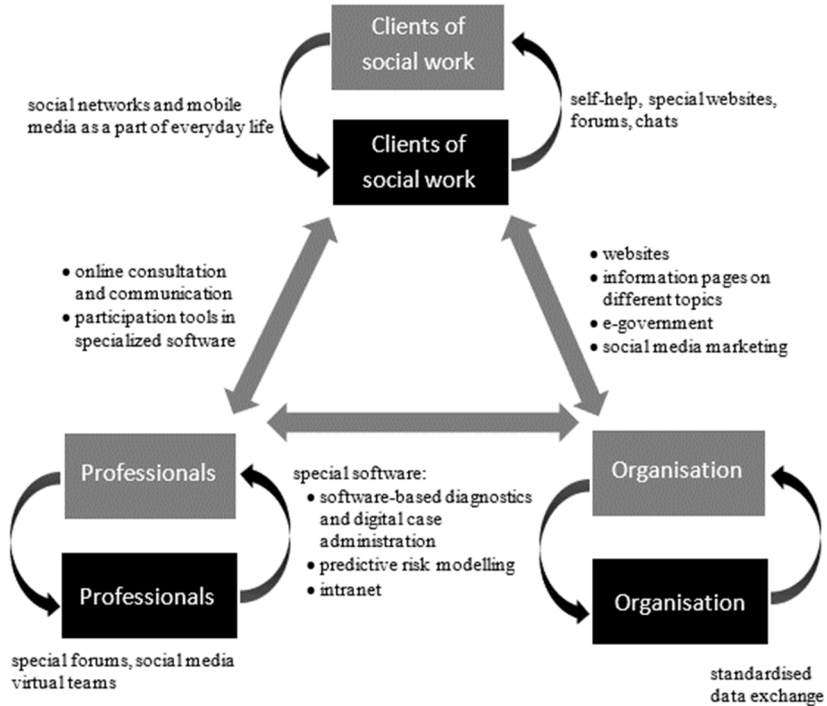 Clients of
social work
social networks and mobile
media as a part of everyday life
self-help, special websites,
forums, chats
Clients of
social work
• online consultation
and communication
• participation tools in
specialized software
• websites
• information pages on
different topics
• e-government
• social media marketing
Professionals
special software:
• software-based diagnostics
and digital case
administration
• predictive risk modelling
• intranet
Organisation
Professionals
Organisation
special forums, social media
virtual teams
standardised
data exchange